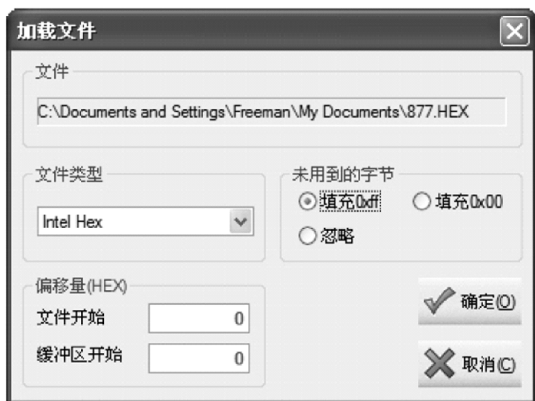 加载文件
文件
C:\Documents and Settings\Freeman\My Documents\877.HEX
文件类型
Intel Hex
未用到的字节
填充0xff
填充0x00
忽略
偏移量(HEX)
文件开始 0
缓冲区开始 0
确定(O)
取消(C)